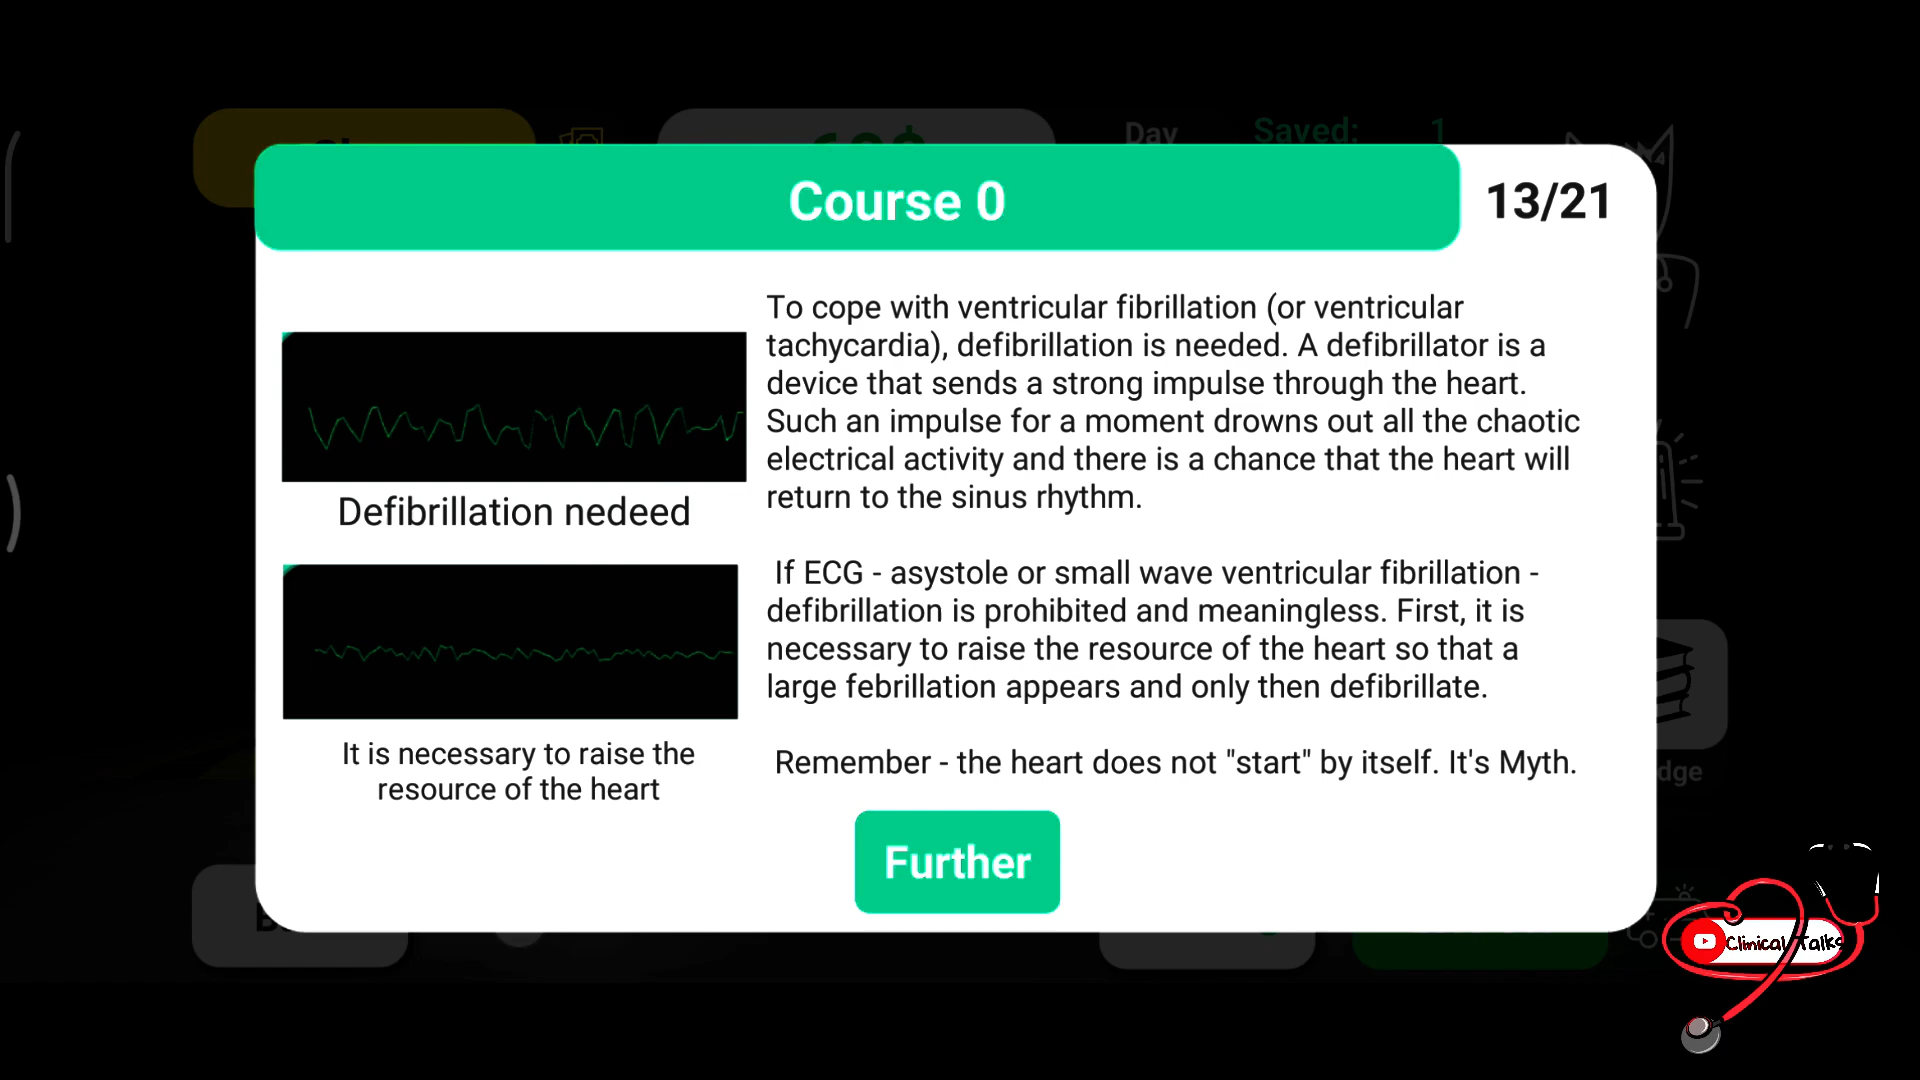 Day
Saved:
1
Course 0
13/21
To cope with ventricular fibrillation (or ventricular
tachycardia), defibrillation is needed. A defibrillator is a
device that sends a strong impulse through the heart.
Such an impulse for a moment drowns out all the chaotic
electrical activity and there is a chance that the heart will
return to the sinus rhythm.
Defibrillation nedeed
If ECG - asystole or small wave ventricular fibrillation -
defibrillation is prohibited and meaningless. First, it is
necessary to raise the resource of the heart so that a
large febrillation appears and only then defibrillate.
It is necessary to raise the
resource of the heart
Remember - the heart does not "start" by itself. It's Myth.
Further
Clinical Talks